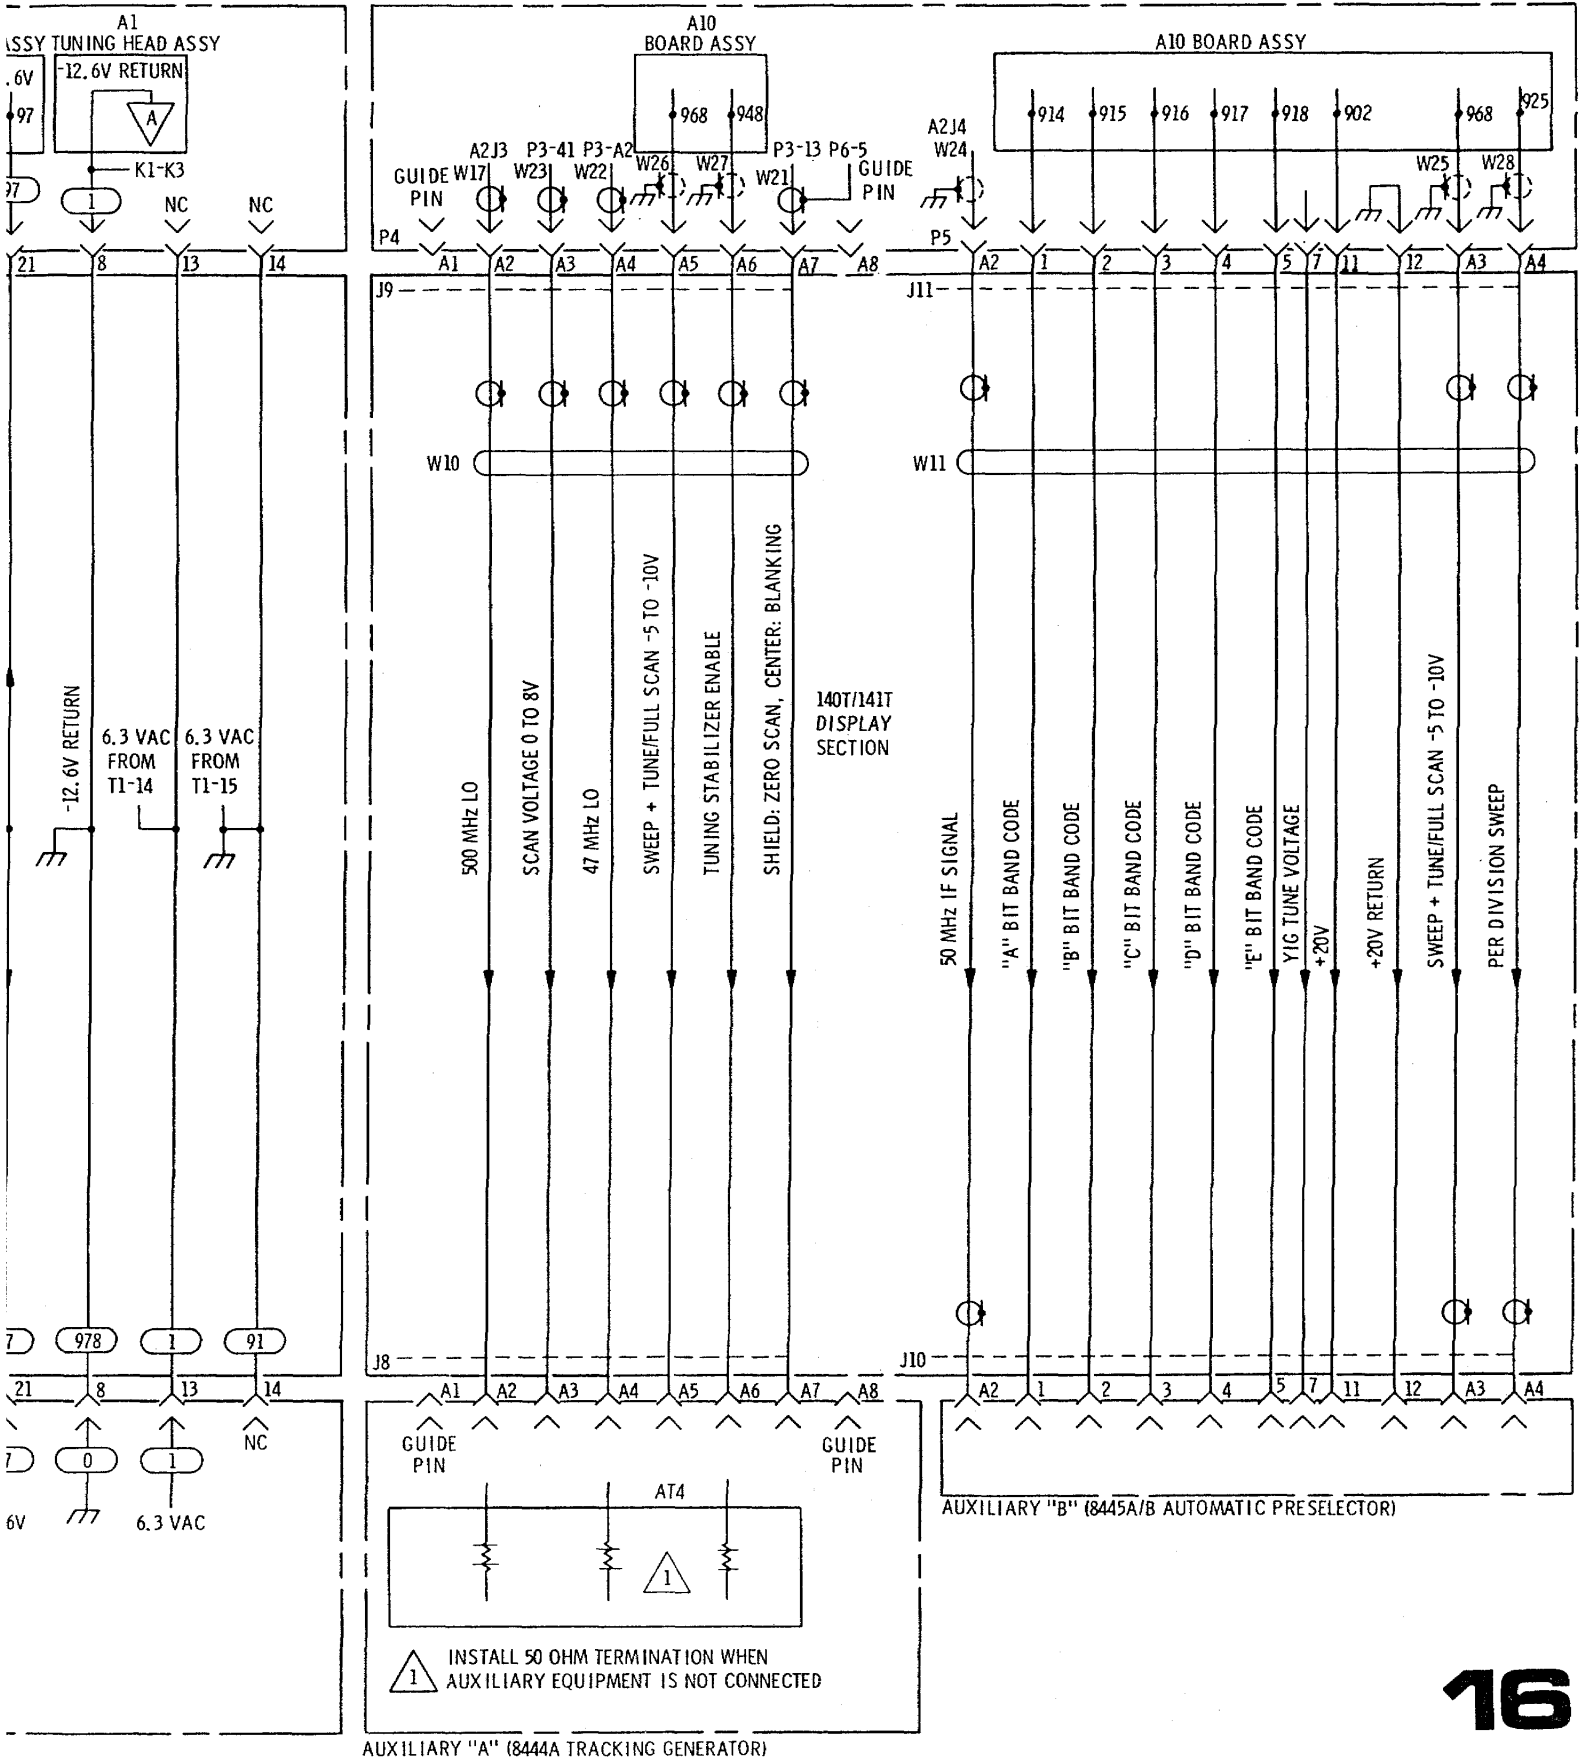 A1
ASSY TUNING HEAD ASSY
.6V
-12.6V RETURN
97
A
K1-K3
97
1
NC
NC
21
8
13
14
-12.6V RETURN
6.3 VAC
FROM
T1-14
6.3 VAC
FROM
T1-15
7
978
1
91
21
8
13
14
NC
7
0
1
6V
6.3 VAC
A10
BOARD ASSY
968
948
GUIDE
PIN
A2J3
W17
P3-41
W23
P3-A2
W22
W26
W27
P3-13 P6-5
W21
GUIDE
PIN
P4
A1
A2
A3
A4
A5
A6
A7
A8
J9
W10
500 MHz LO
SCAN VOLTAGE 0 TO 8V
47 MHz LO
SWEEP + TUNE/FULL SCAN -5 TO -10V
TUNING STABILIZER ENABLE
SHIELD: ZERO SCAN, CENTER: BLANKING
140T/141T
DISPLAY
SECTION
J8
A1
A2
A3
A4
A5
A6
A7
A8
GUIDE
PIN
GUIDE
PIN
AT4
1
1
INSTALL 50 OHM TERMINATION WHEN
AUXILIARY EQUIPMENT IS NOT CONNECTED
AUXILIARY "A" (8444A TRACKING GENERATOR)
A10 BOARD ASSY
914
915
916
917
918
902
968
925
A2J4
W24
W25
W28
P5
A2
1
2
3
4
5
7
11
12
A3
A4
J11
W11
50 MHz IF SIGNAL
"A" BIT BAND CODE
"B" BIT BAND CODE
"C" BIT BAND CODE
"D" BIT BAND CODE
"E" BIT BAND CODE
YIG TUNE VOLTAGE
+20V
+20V RETURN
SWEEP + TUNE/FULL SCAN -5 TO -10V
PER DIVISION SWEEP
J10
A2
1
2
3
4
5
7
11
12
A3
A4
AUXILIARY "B" (8445A/B AUTOMATIC PRESELECTOR)
16